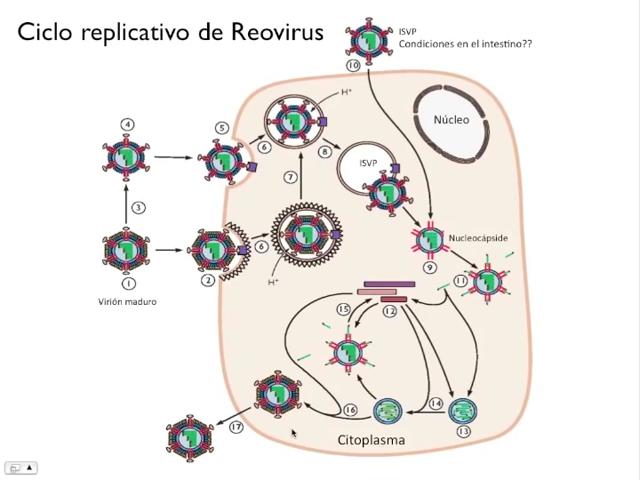 Ciclo replicativo de Reovirus
ISVP
Condiciones en el intestino??
10
H⁺
Núcleo
4
5
6
8
ISVP
7
3
6
Nucleocápside
9
1
2
H⁺
11
Virión maduro
15
12
16
14
13
17
Citoplasma